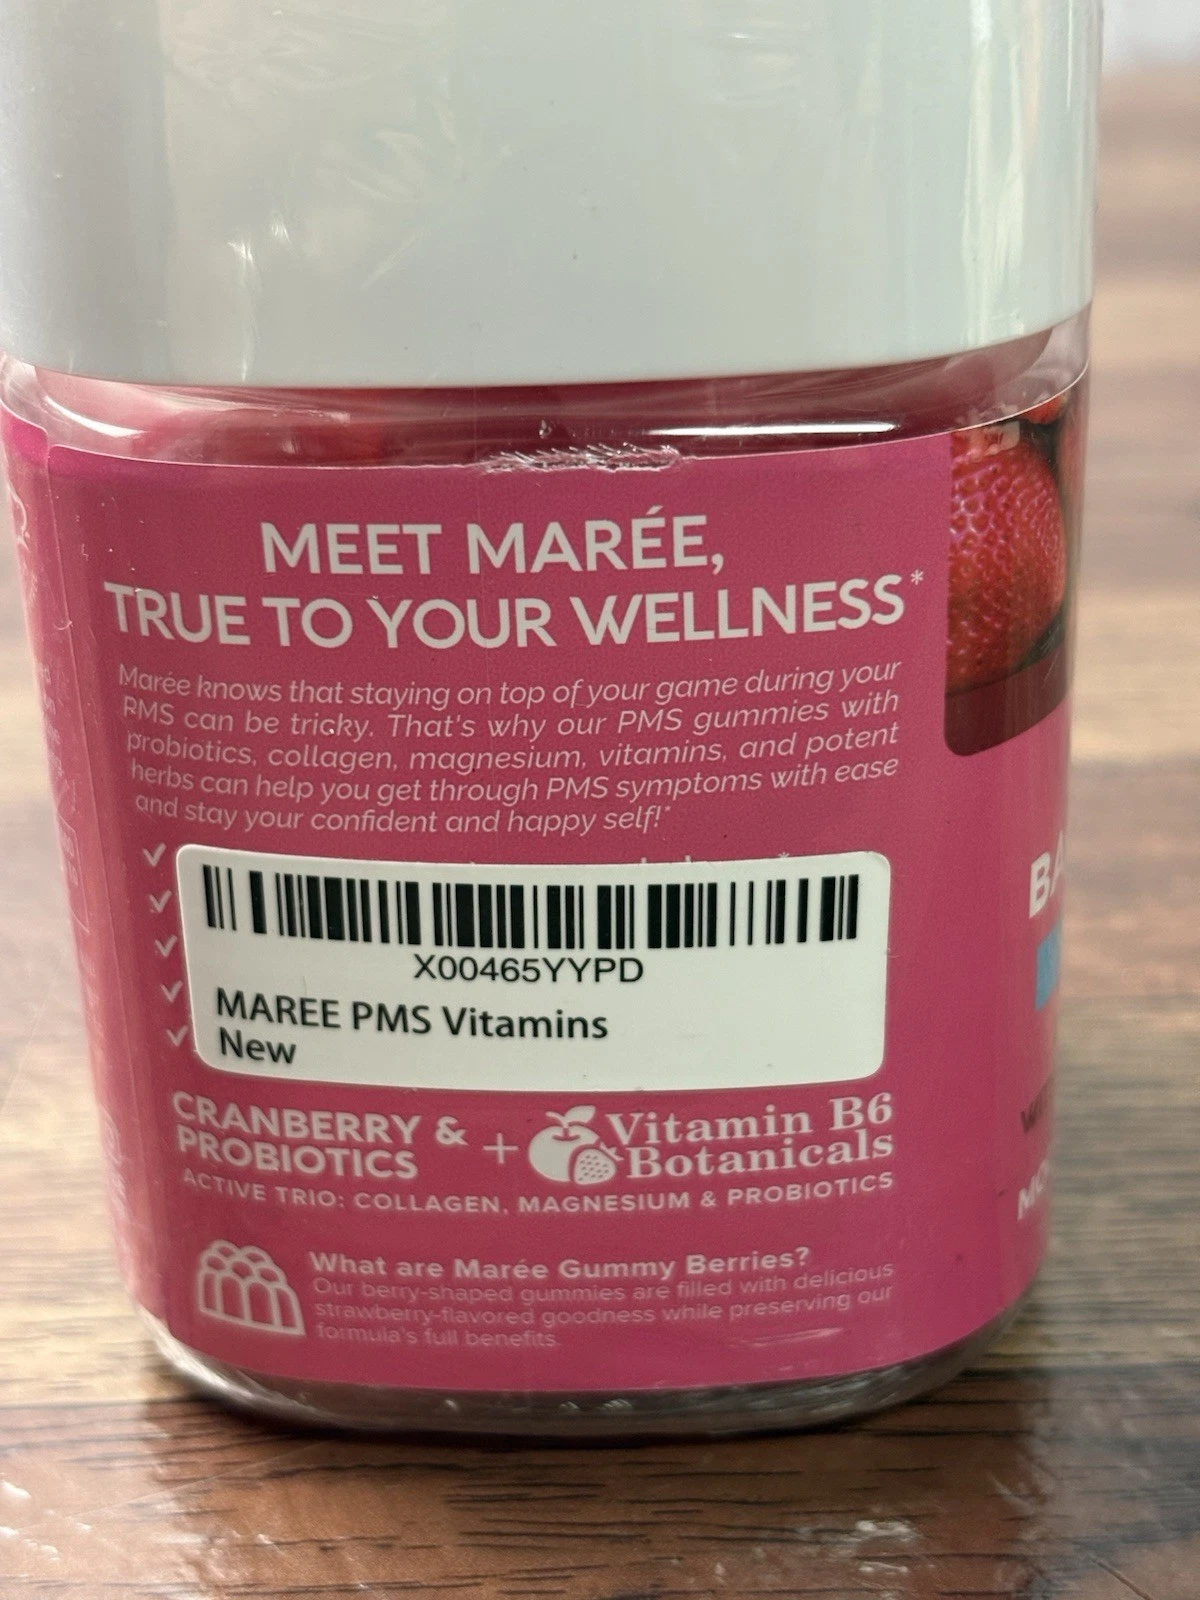 MEET MARÉE,
TRUE TO YOUR WELLNESS*
Marée knows that staying on top of your game during your
PMS can be tricky. That's why our PMS gummies with
probiotics, collagen, magnesium, vitamins, and potent
herbs can help you get through PMS symptoms with ease
and stay your confident and happy self!*
X00465YYPD
MAREE PMS Vitamins
New
CRANBERRY &
PROBIOTICS
+
Vitamin B6
Botanicals
ACTIVE TRIO: COLLAGEN, MAGNESIUM & PROBIOTICS
What are Marée Gummy Berries?
Our berry-shaped gummies are filled with delicious
strawberry-flavored goodness while preserving our
formula's full benefits.